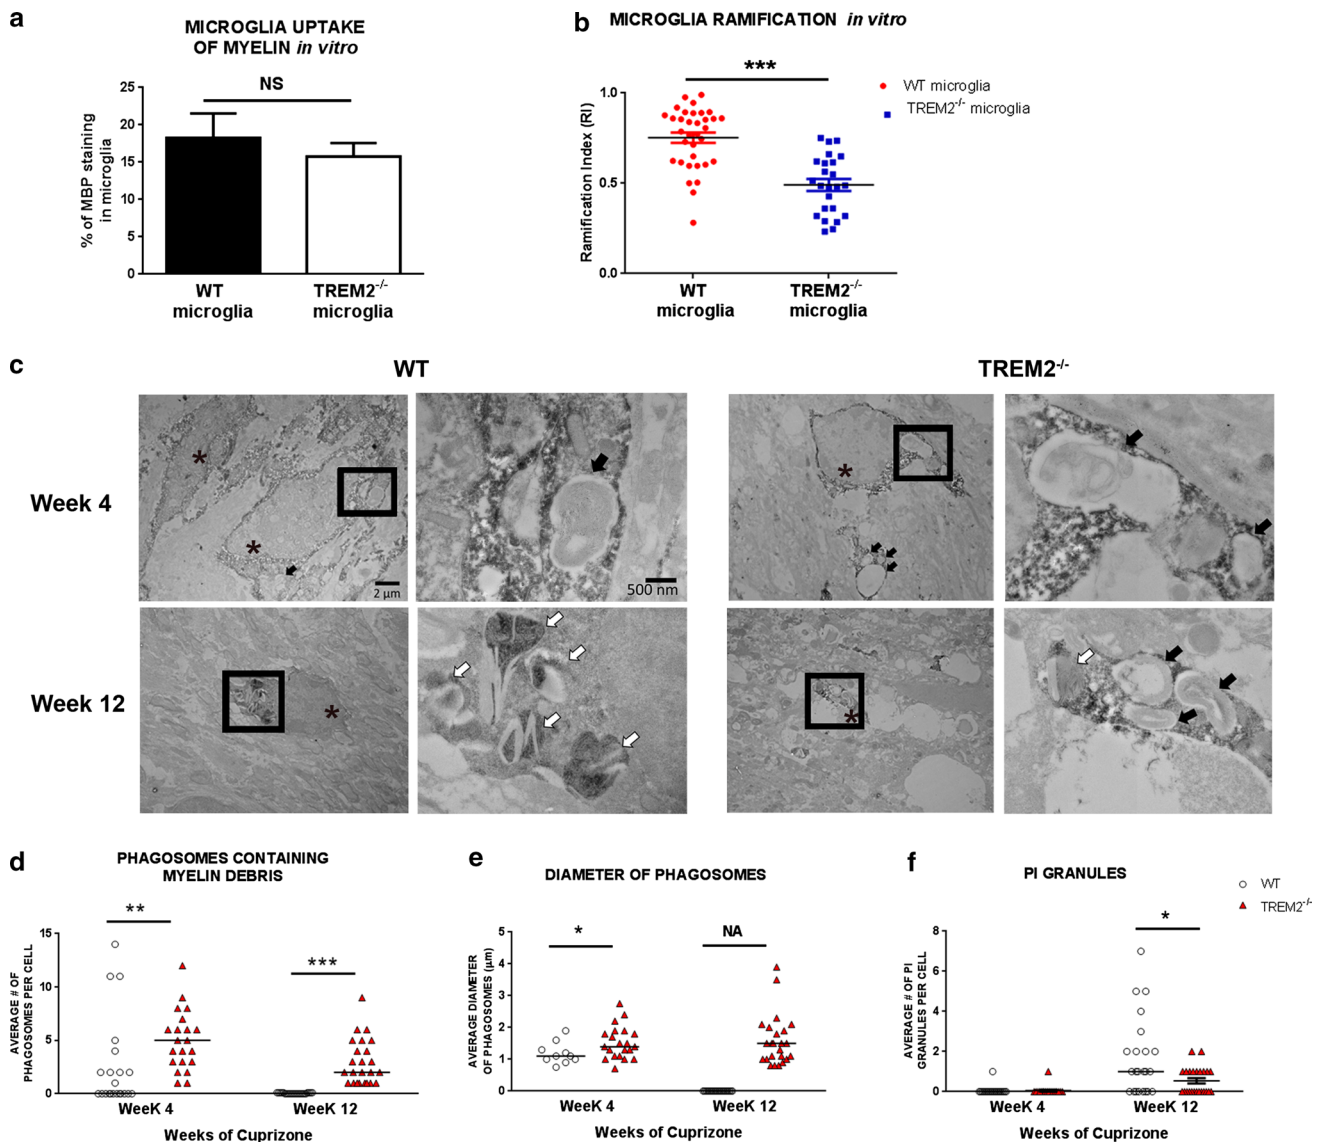 a
MICROGLIA UPTAKE
OF MYELIN in vitro
NS
25
20
15
10
5
0
% of MBP staining
in microglia
WT
microglia
TREM2-/-
microglia
b
MICROGLIA RAMIFICATION in vitro
***
1.0
0.5
0.0
Ramification Index (RI)
WT
microglia
TREM2-/-
microglia
WT microglia
TREM2-/- microglia
c
WT
TREM2-/-
Week 4
*
*
2 µm
500 nm
*
Week 12
*
*
d
PHAGOSOMES CONTAINING
MYELIN DEBRIS
**
***
15
10
5
0
AVERAGE # OF
PHAGOSOMES PER CELL
WeeK 4
WeeK 12
Weeks of Cuprizone
e
DIAMETER OF PHAGOSOMES
*
NA
5
4
3
2
1
0
AVERAGE DIAMETER
OF PHAGOSOMES (µm)
WeeK 4
WeeK 12
Weeks of Cuprizone
f
PI GRANULES
*
8
6
4
2
0
AVERAGE # OF PI
GRANULES PER CELL
WeeK 4
WeeK 12
Weeks of Cuprizone
WT
TREM2-/-